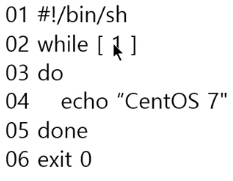 01 #!/bin/sh
02 while [ 1 ]
03 do
04 echo “CentOS 7"
05 done
06 exit 0